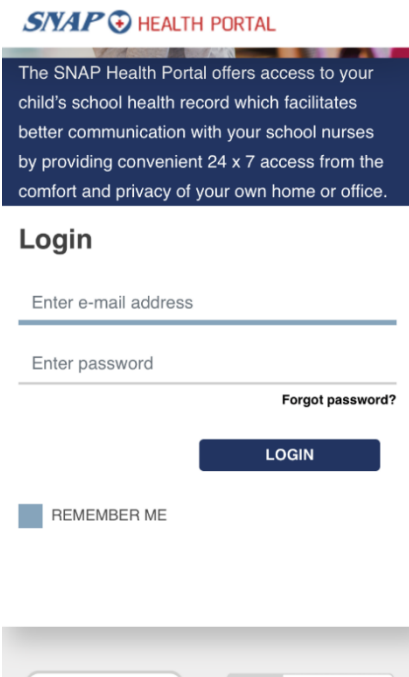 SNAP HEALTH PORTAL
The SNAP Health Portal offers access to your
child's school health record which facilitates
better communication with your school nurses
by providing convenient 24 x 7 access from the
comfort and privacy of your own home or office.
Login
Enter e-mail address
Enter password
Forgot password?
LOGIN
REMEMBER ME